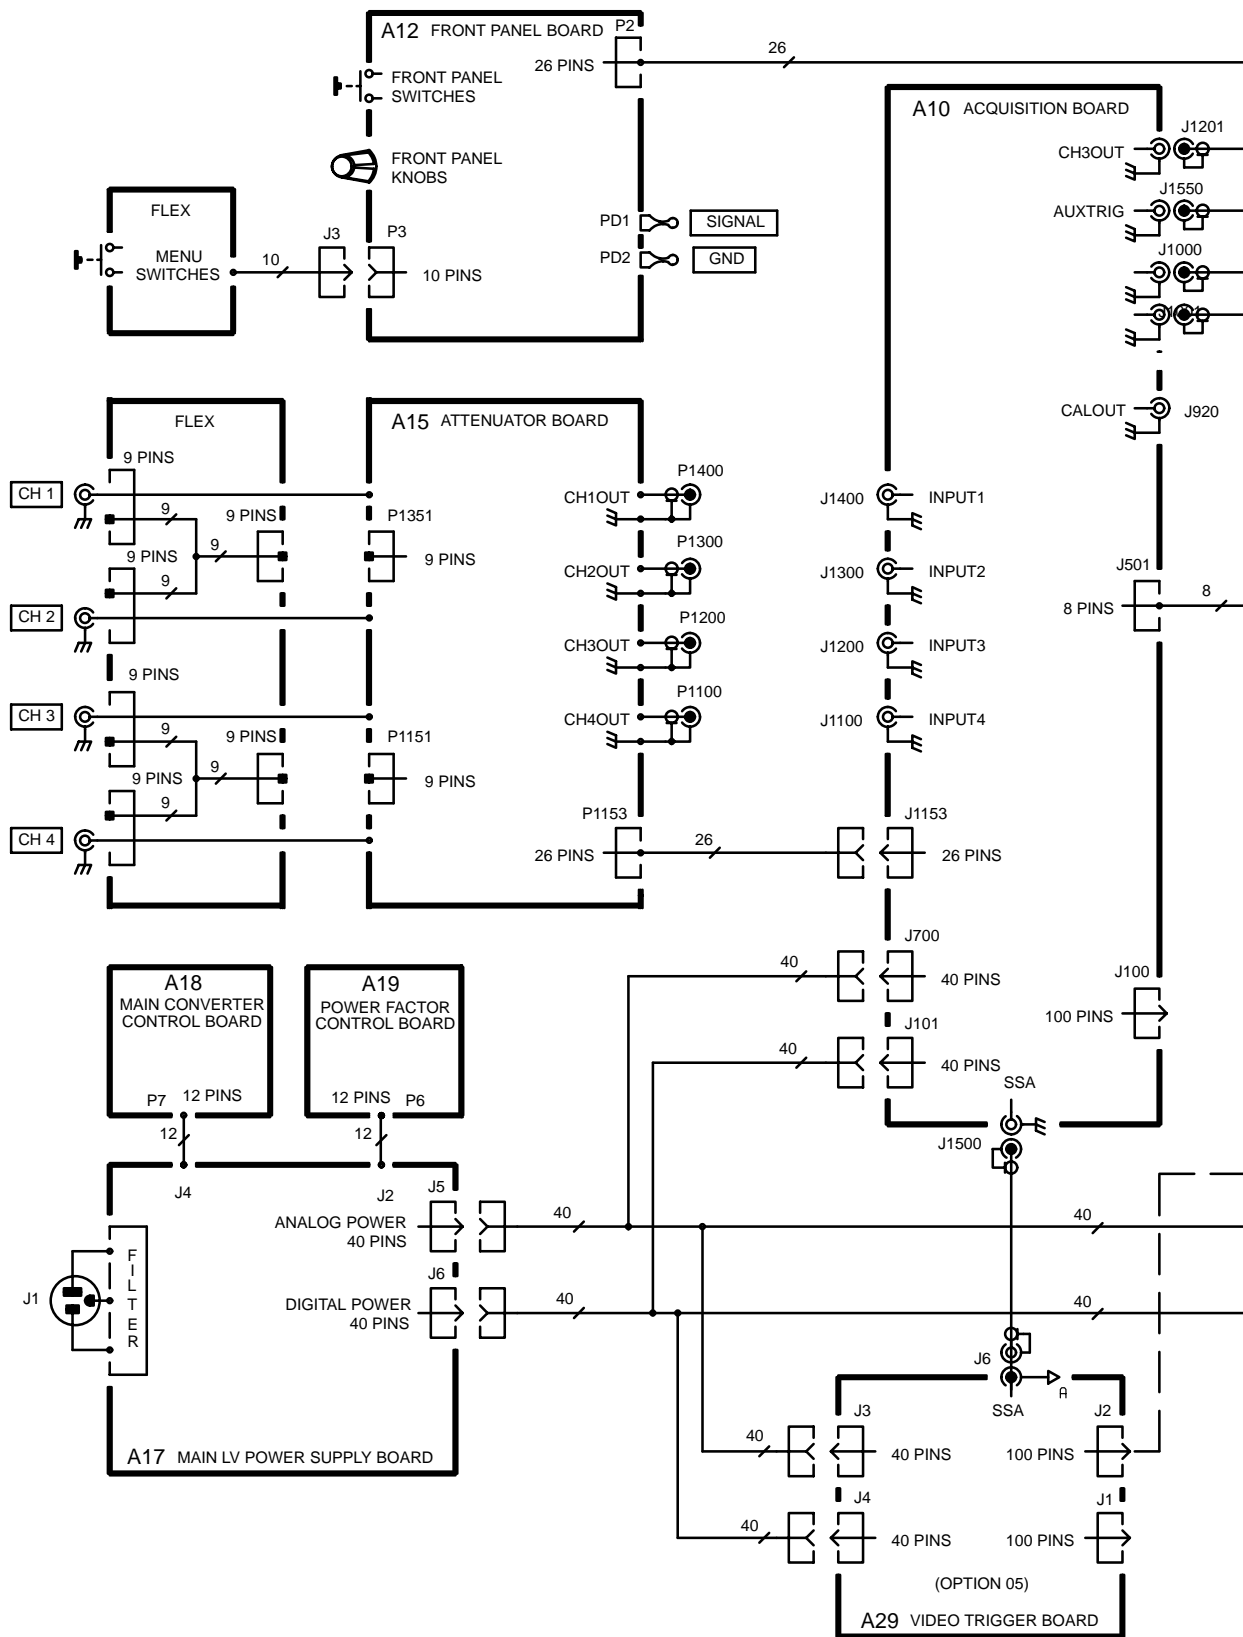 A12 FRONT PANEL BOARD
P2
26 PINS
26
FRONT PANEL
SWITCHES
FRONT PANEL
KNOBS
FLEX
MENU
SWITCHES
10
J3
P3
10 PINS
PD1
SIGNAL
PD2
GND
A10 ACQUISITION BOARD
J1201
CH3OUT
J1550
AUXTRIG
J1000
CALOUT
J920
FLEX
9 PINS
CH 1
9
9 PINS
9 PINS
9
9
CH 2
9 PINS
CH 3
9
9 PINS
9 PINS
9
9
CH 4
A15 ATTENUATOR BOARD
P1400
CH1OUT
P1351
9 PINS
P1300
CH2OUT
P1200
CH3OUT
P1100
CH4OUT
P1151
9 PINS
P1153
26 PINS
26
J1400
INPUT1
J1300
INPUT2
J1200
INPUT3
J1100
INPUT4
J501
8 PINS
8
J1153
26 PINS
J700
40
40 PINS
J101
40
40 PINS
J100
100 PINS
SSA
J1500
A18
MAIN CONVERTER
CONTROL BOARD
P7
12 PINS
12
J4
A19
POWER FACTOR
CONTROL BOARD
12 PINS
P6
12
J2
J5
ANALOG POWER
40 PINS
40
40
J6
DIGITAL POWER
40 PINS
40
40
J1
FILTER
A17 MAIN LV POWER SUPPLY BOARD
J6
A
SSA
J3
40
40 PINS
J2
100 PINS
J4
40
40 PINS
J1
100 PINS
(OPTION 05)
A29 VIDEO TRIGGER BOARD